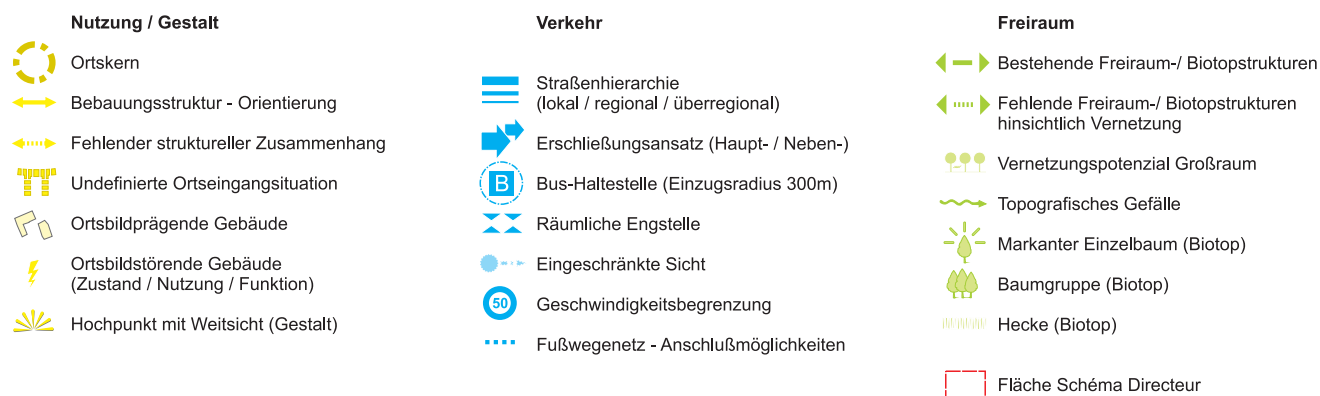 Nutzung / Gestalt
Ortskern
Bebauungsstruktur - Orientierung
Fehlender struktureller Zusammenhang
Undefinierte Ortseingangsituation
Ortsbildprägende Gebäude
Ortsbildstörende Gebäude
(Zustand / Nutzung / Funktion)
Hochpunkt mit Weitsicht (Gestalt)
Verkehr
Straßenhierarchie
(lokal / regional / überregional)
Erschließungsansatz (Haupt- / Neben-)
B
Bus-Haltestelle (Einzugsradius 300m)
Räumliche Engstelle
Eingeschränkte Sicht
50
Geschwindigkeitsbegrenzung
Fußwegenetz - Anschlußmöglichkeiten
Freiraum
Bestehende Freiraum-/ Biotopstrukturen
Fehlende Freiraum-/ Biotopstrukturen
hinsichtlich Vernetzung
Vernetzungspotenzial Großraum
Topografisches Gefälle
Markanter Einzelbaum (Biotop)
Baumgruppe (Biotop)
Hecke (Biotop)
Fläche Schéma Directeur